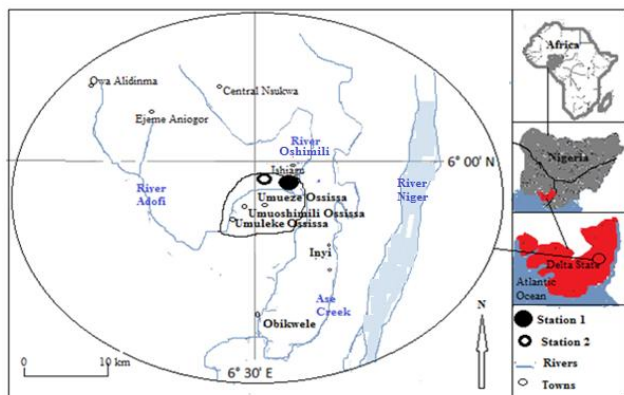 Africa
Owa Alidinma
Central Nsukwa
Ejeme Aniogor
River
Oshimili
6° 00' N
Nigeria
River
Adofi
River
Niger
Umueze Ossissa
Umuoshimili Ossissa
Umuleke Ossissa
Delta State
Inyi
Atlantic
Ocean
Ase
Creek
N
Station 1
Obikwele
Station 2
0
10 km
6° 30' E
Rivers
Towns